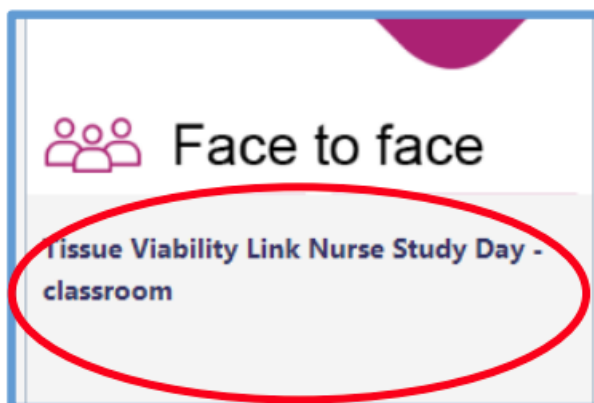 Face to face
Tissue Viability Link Nurse Study Day -
classroom